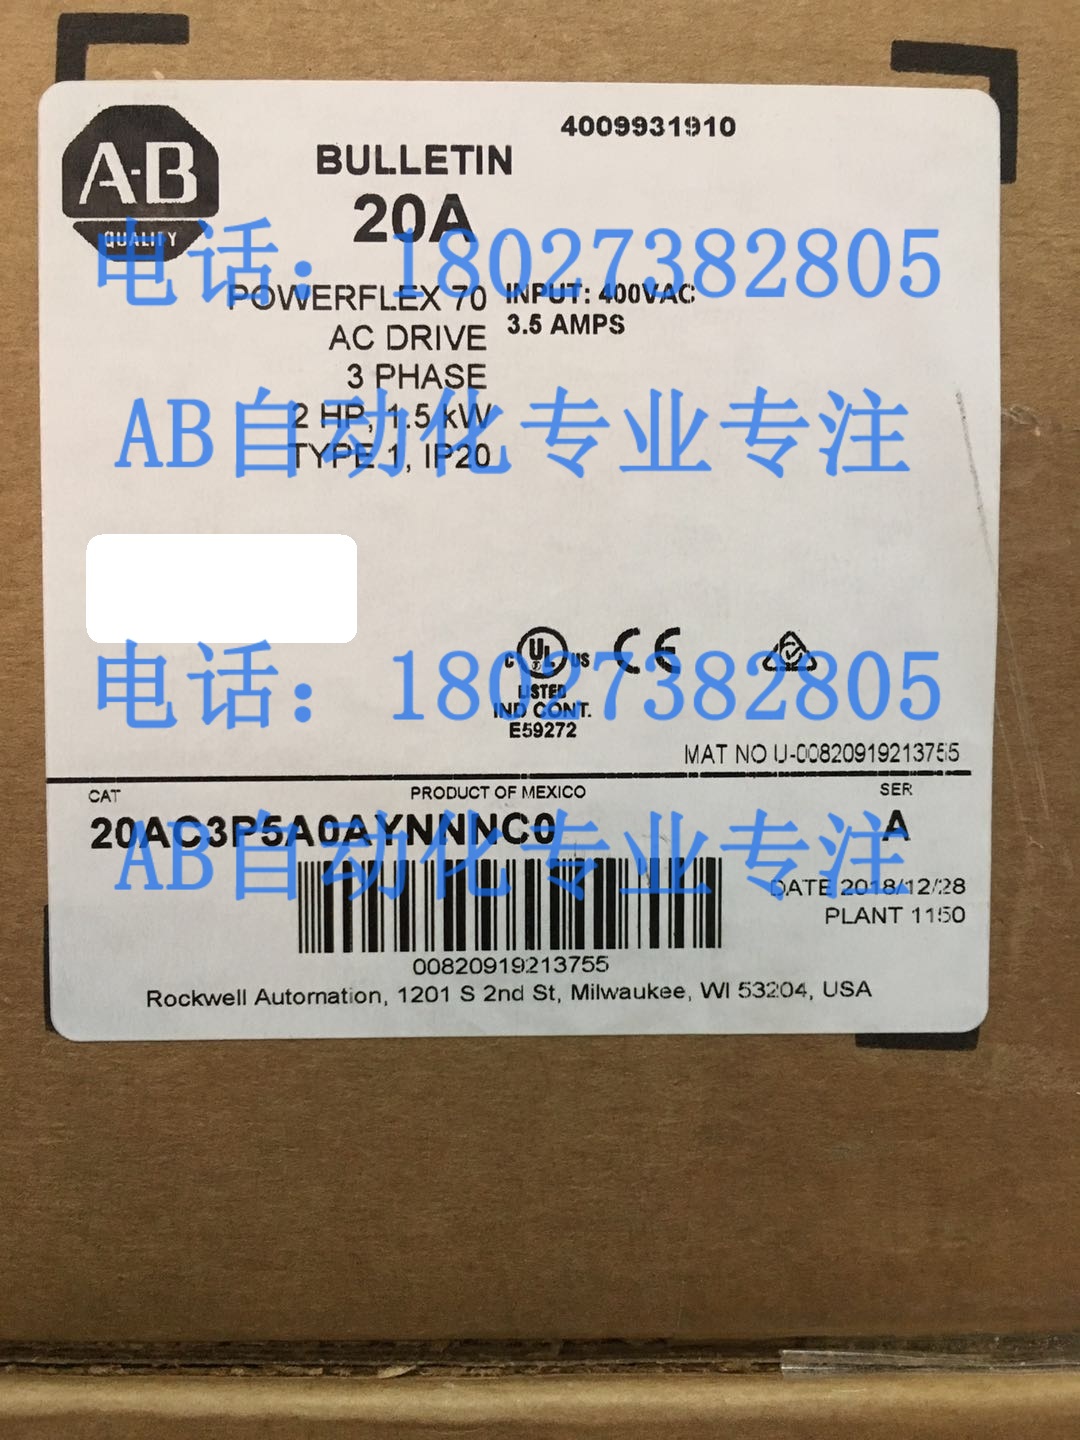 4009931910
A-B
QUALITY
BULLETIN
20A
电话：18027382805
POWERFLEX 70
INPUT: 400VAC
AC DRIVE
3.5 AMPS
3 PHASE
2 HP, 1.5 kW
AB自动化专业专注
TYPE 1, IP20
C UL US
LISTED
IND CONT.
E59272
CE
电话：18027382805
MAT NO U-00820919213755
CAT
PRODUCT OF MEXICO
SER
20AC3P5A0AYNNNC0
A
AB自动化专业专注
DATE 2018/12/28
PLANT 1150
00820919213755
Rockwell Automation, 1201 S 2nd St, Milwaukee, WI 53204, USA